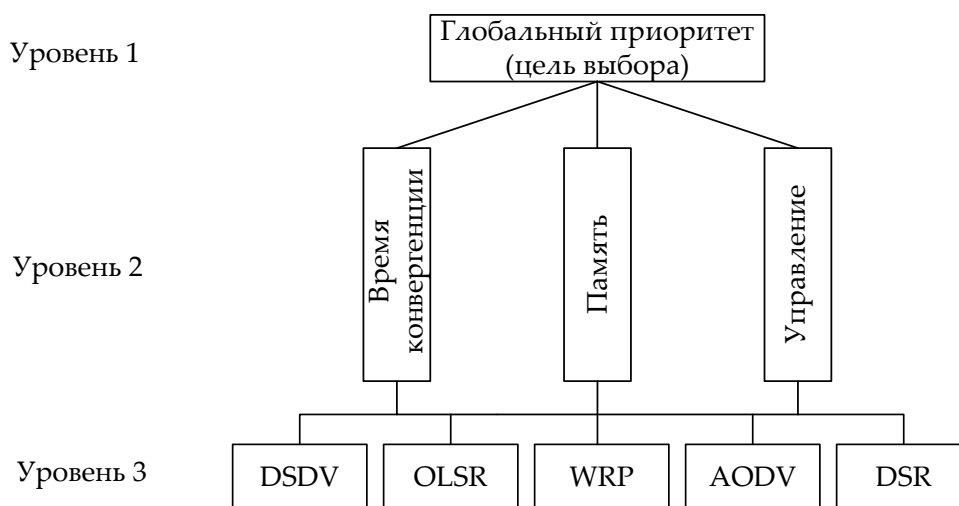 Уровень 1
Глобальный приоритет
(цель выбора)
Уровень 2
Время
конвергенции
Память
Управление
Уровень 3
DSDV
OLSR
WRP
AODV
DSR